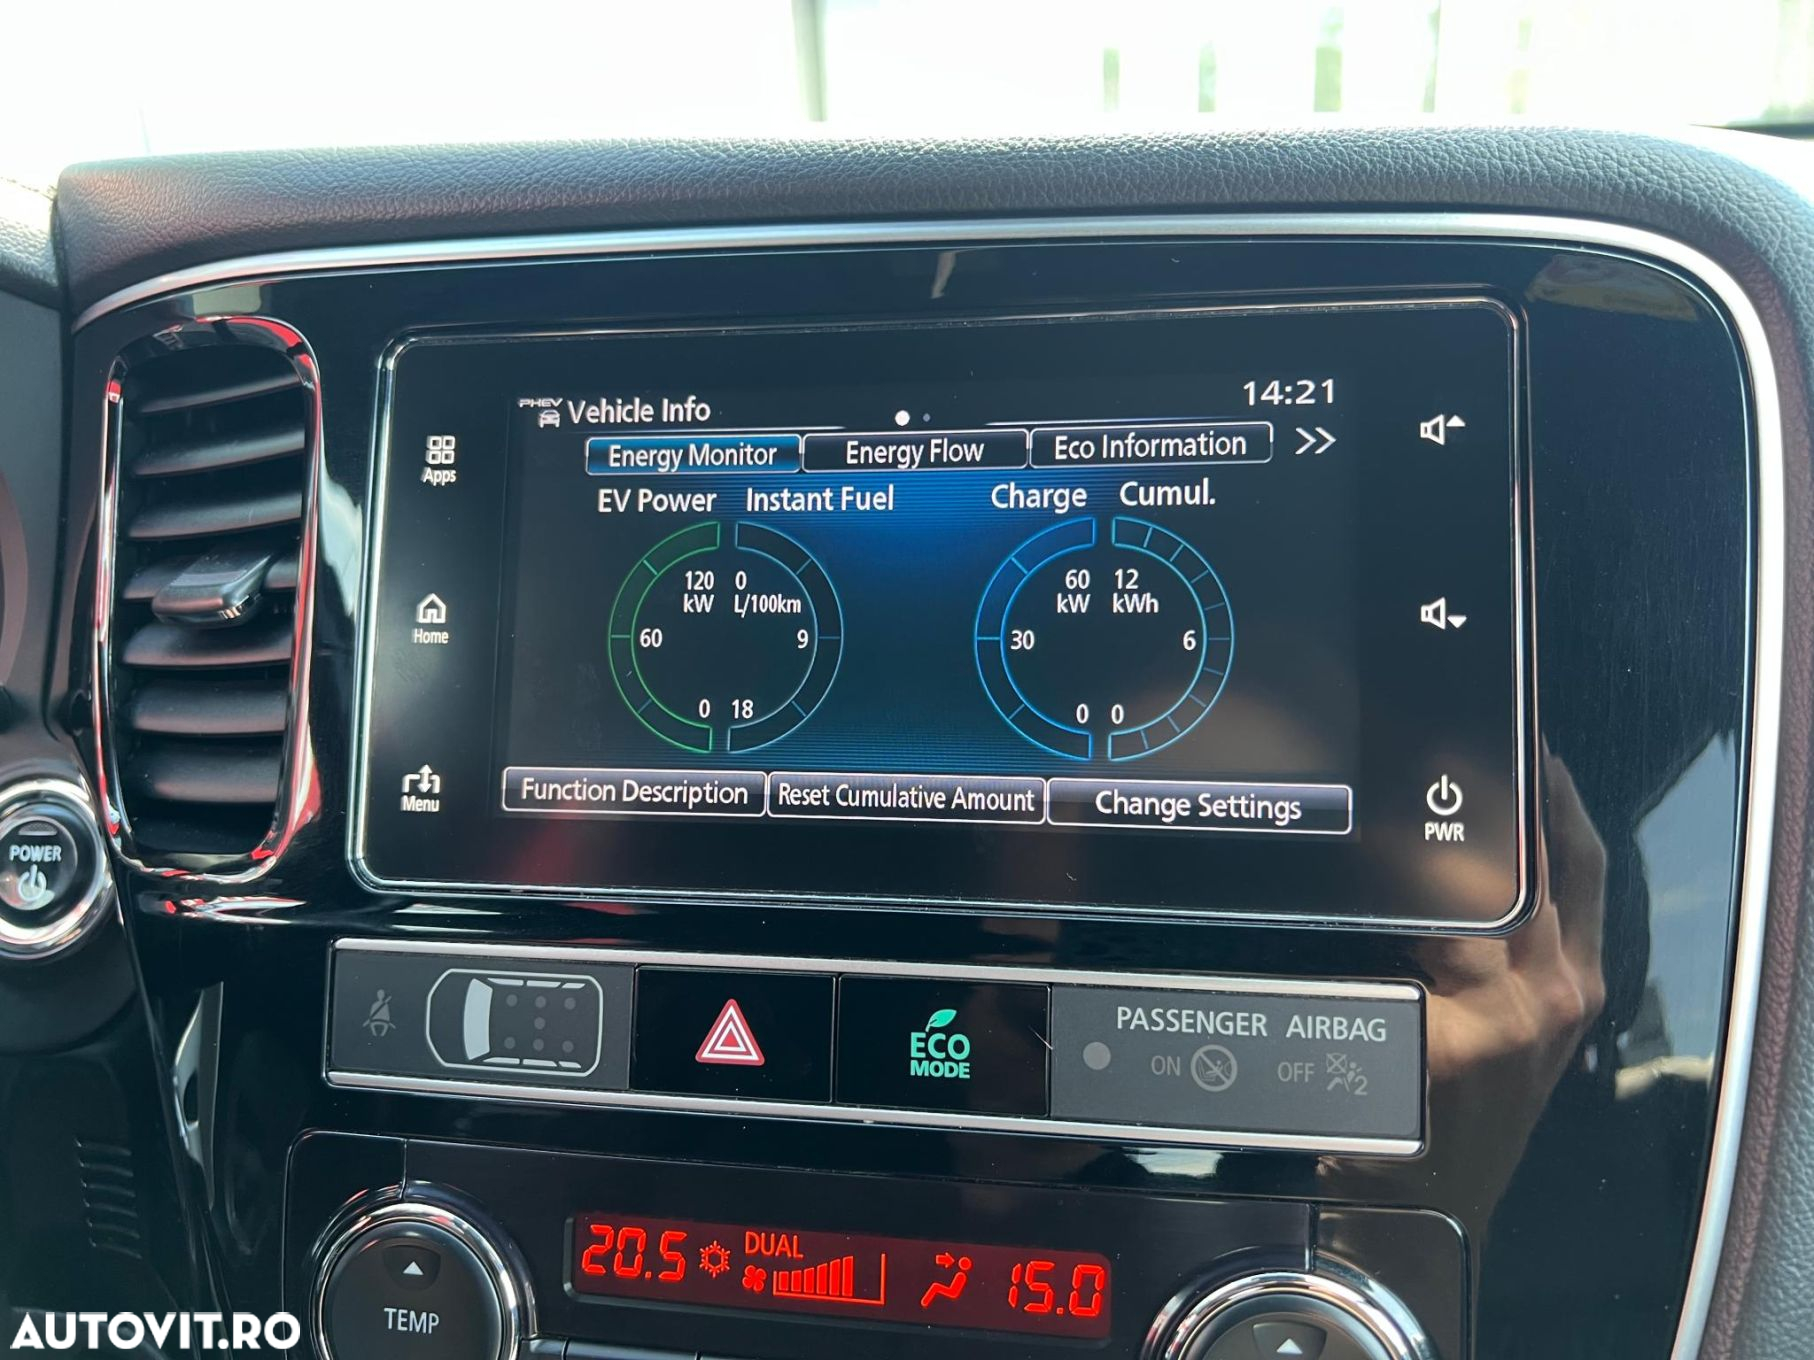 PHEV Vehicle Info 14:21
Energy Monitor Energy Flow Eco Information
EV Power Instant Fuel Charge Cumul.
120 0 60 12
kW L/100km kW kWh
60 9 30 6
0 18 0 0
Function Description Reset Cumulative Amount Change Settings
Apps
Home
Menu
PWR
POWER
ECO
MODE
PASSENGER AIRBAG
ON OFF 2
20.5 DUAL 15.0
TEMP
AUTOVIT.RO